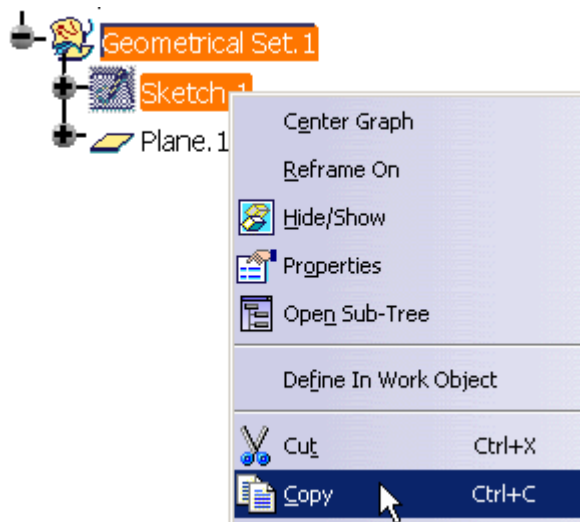 Geometrical Set.1
Sketch.1
Plane.1
Center Graph
Reframe On
Hide/Show
Properties
Open Sub-Tree
Define In Work Object
Cut Ctrl+X
Copy Ctrl+C